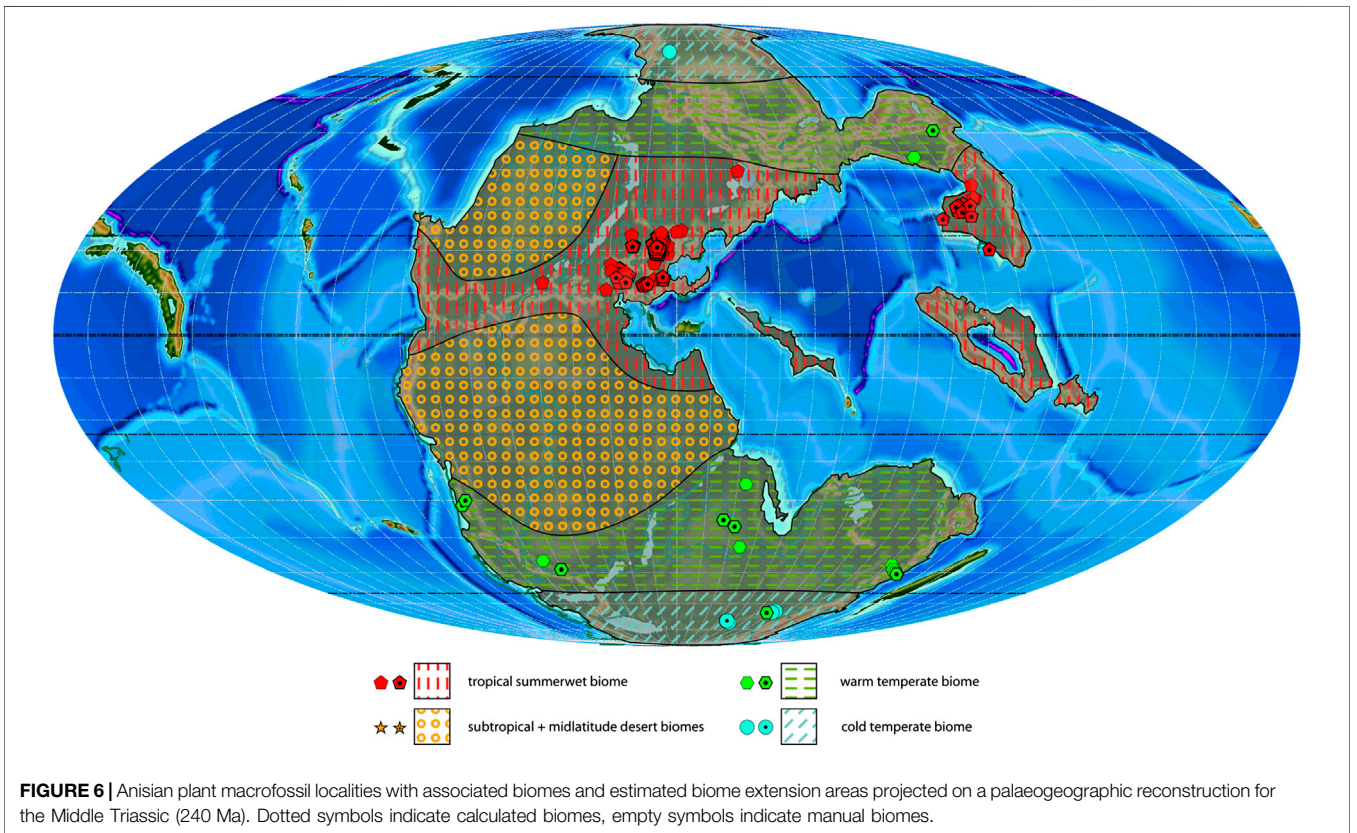 tropical summerwet biome
warm temperate biome
subtropical + midlatitude desert biomes
cold temperate biome
FIGURE 6 | Anisian plant macrofossil localities with associated biomes and estimated biome extension areas projected on a palaeogeographic reconstruction for
the Middle Triassic (240 Ma). Dotted symbols indicate calculated biomes, empty symbols indicate manual biomes.